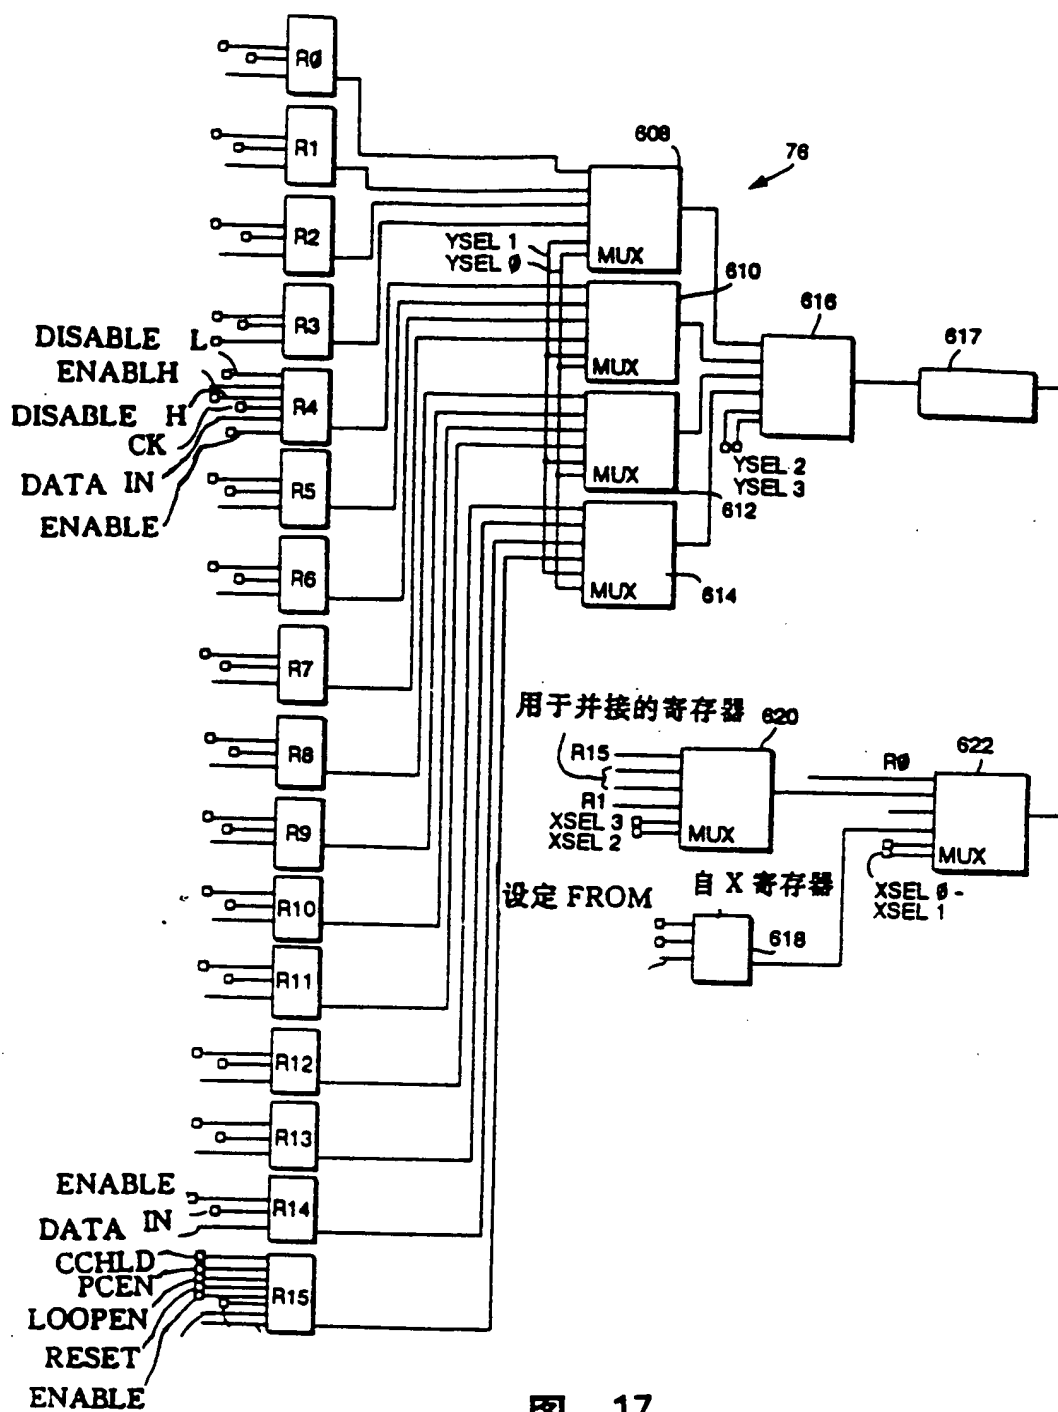 RØ
R1
608
76
R2
YSEL 1
YSEL Ø
MUX
610
R3
616
617
DISABLE L
ENABLH
DISABLE H
CK
DATA IN
ENABLE
R4
MUX
YSEL 2
YSEL 3
R5
MUX
612
R6
MUX
614
R7
用于并接的寄存器
620
R15
R1
XSEL 3
XSEL 2
MUX
RØ
622
MUX
XSEL Ø -
XSEL 1
R8
R9
设定 FROM
自 X 寄存器
618
R10
R11
R12
R13
ENABLE
DATA IN
R14
CCHLD
PCEN
LOOPEN
RESET
ENABLE
R15
图 17